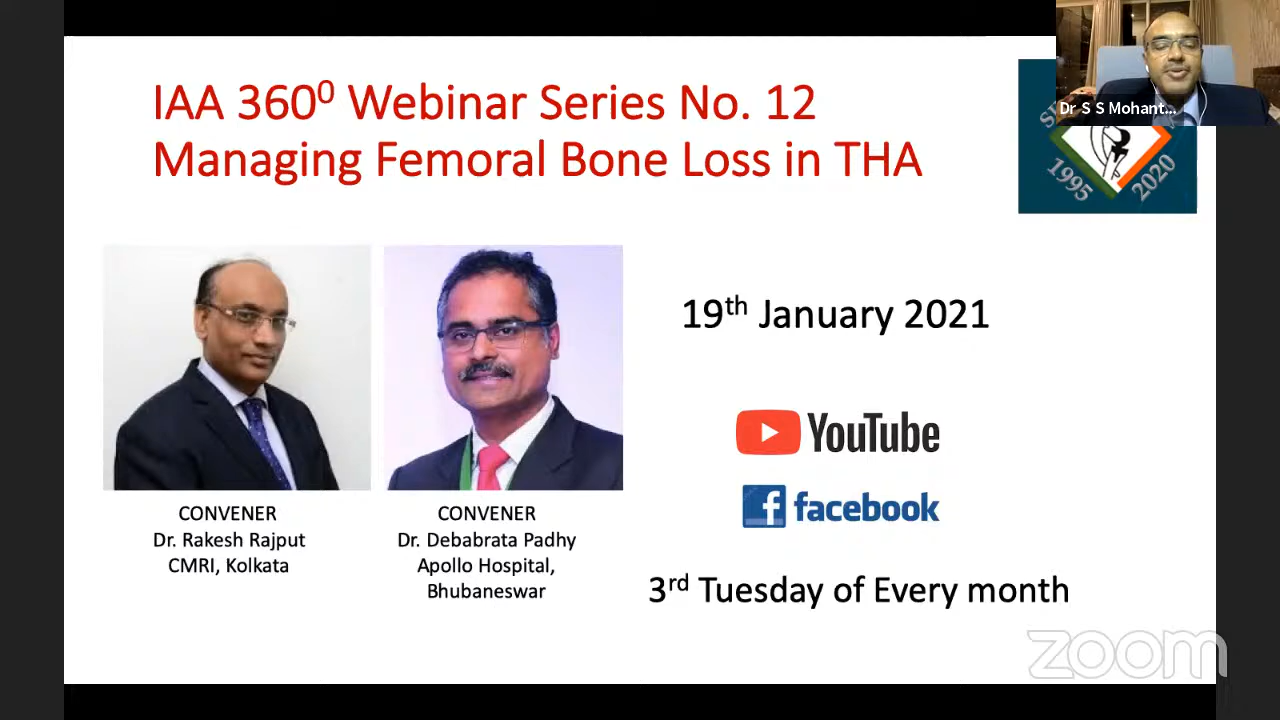 IAA 360⁰ Webinar Series No. 12
Managing Femoral Bone Loss in THA
Dr S S Mohant...
1995
2020
19th January 2021
YouTube
facebook
CONVENER
Dr. Rakesh Rajput
CMRI, Kolkata
CONVENER
Dr. Debabrata Padhy
Apollo Hospital,
Bhubaneswar
3rd Tuesday of Every month
zoom